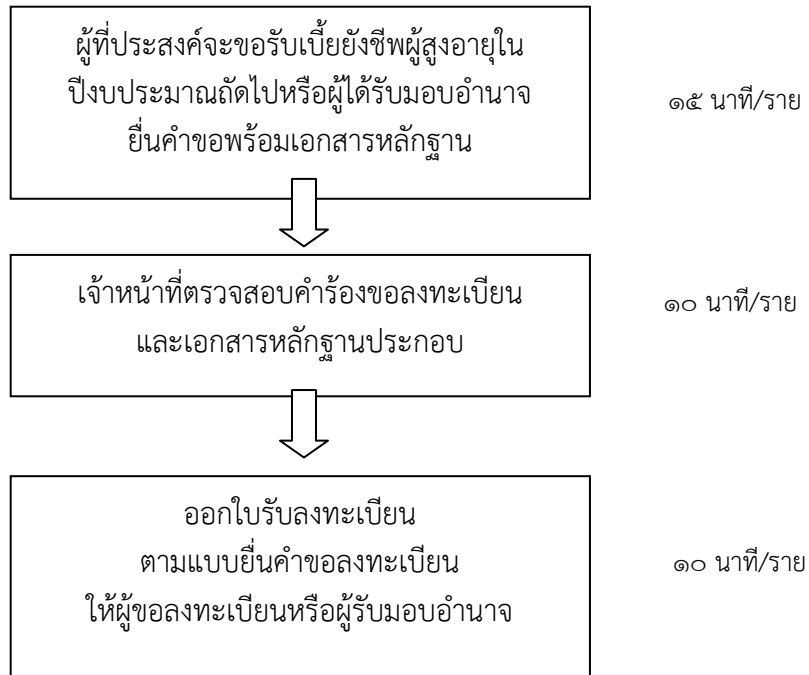 ผู้ที่ประสงค์จะขอรับเบี้ยยังชีพผู้สูงอายุใน
ปีงบประมาณถัดไปหรือผู้ได้รับมอบอำนาจ
ยื่นคำขอพร้อมเอกสารหลักฐาน
๑๕ นาที/ราย
เจ้าหน้าที่ตรวจสอบคำร้องขอลงทะเบียน
และเอกสารหลักฐานประกอบ
๑๐ นาที/ราย
ออกใบรับลงทะเบียน
ตามแบบยื่นคำขอลงทะเบียน
ให้ผู้ขอลงทะเบียนหรือผู้รับมอบอำนาจ
๑๐ นาที/ราย